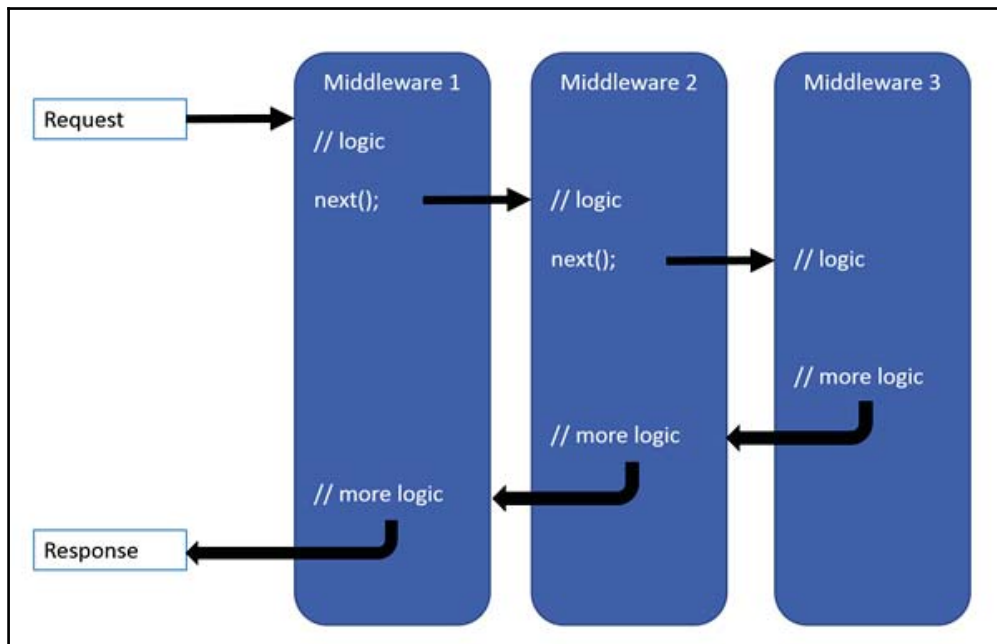 Middleware 1
Middleware 2
Middleware 3
Request
// logic
next();
// logic
next();
// logic
// more logic
// more logic
// more logic
Response